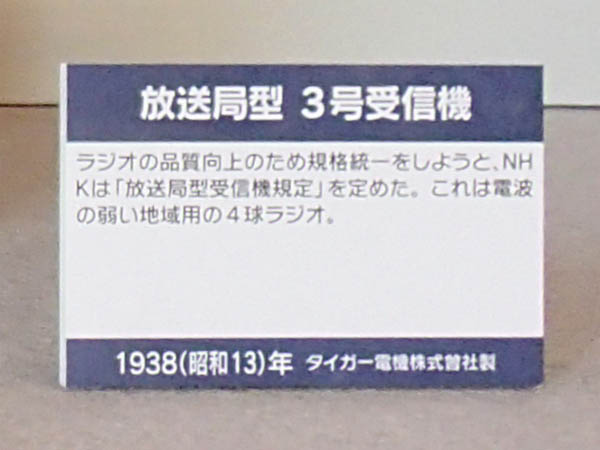 放送局型 3号受信機
ラジオの品質向上のため規格統一をしようと、NH
Kは「放送局型受信機規定」を定めた。これは電波
の弱い地域用の4球ラジオ。
1938(昭和13)年 タイガー電機株式曽社製